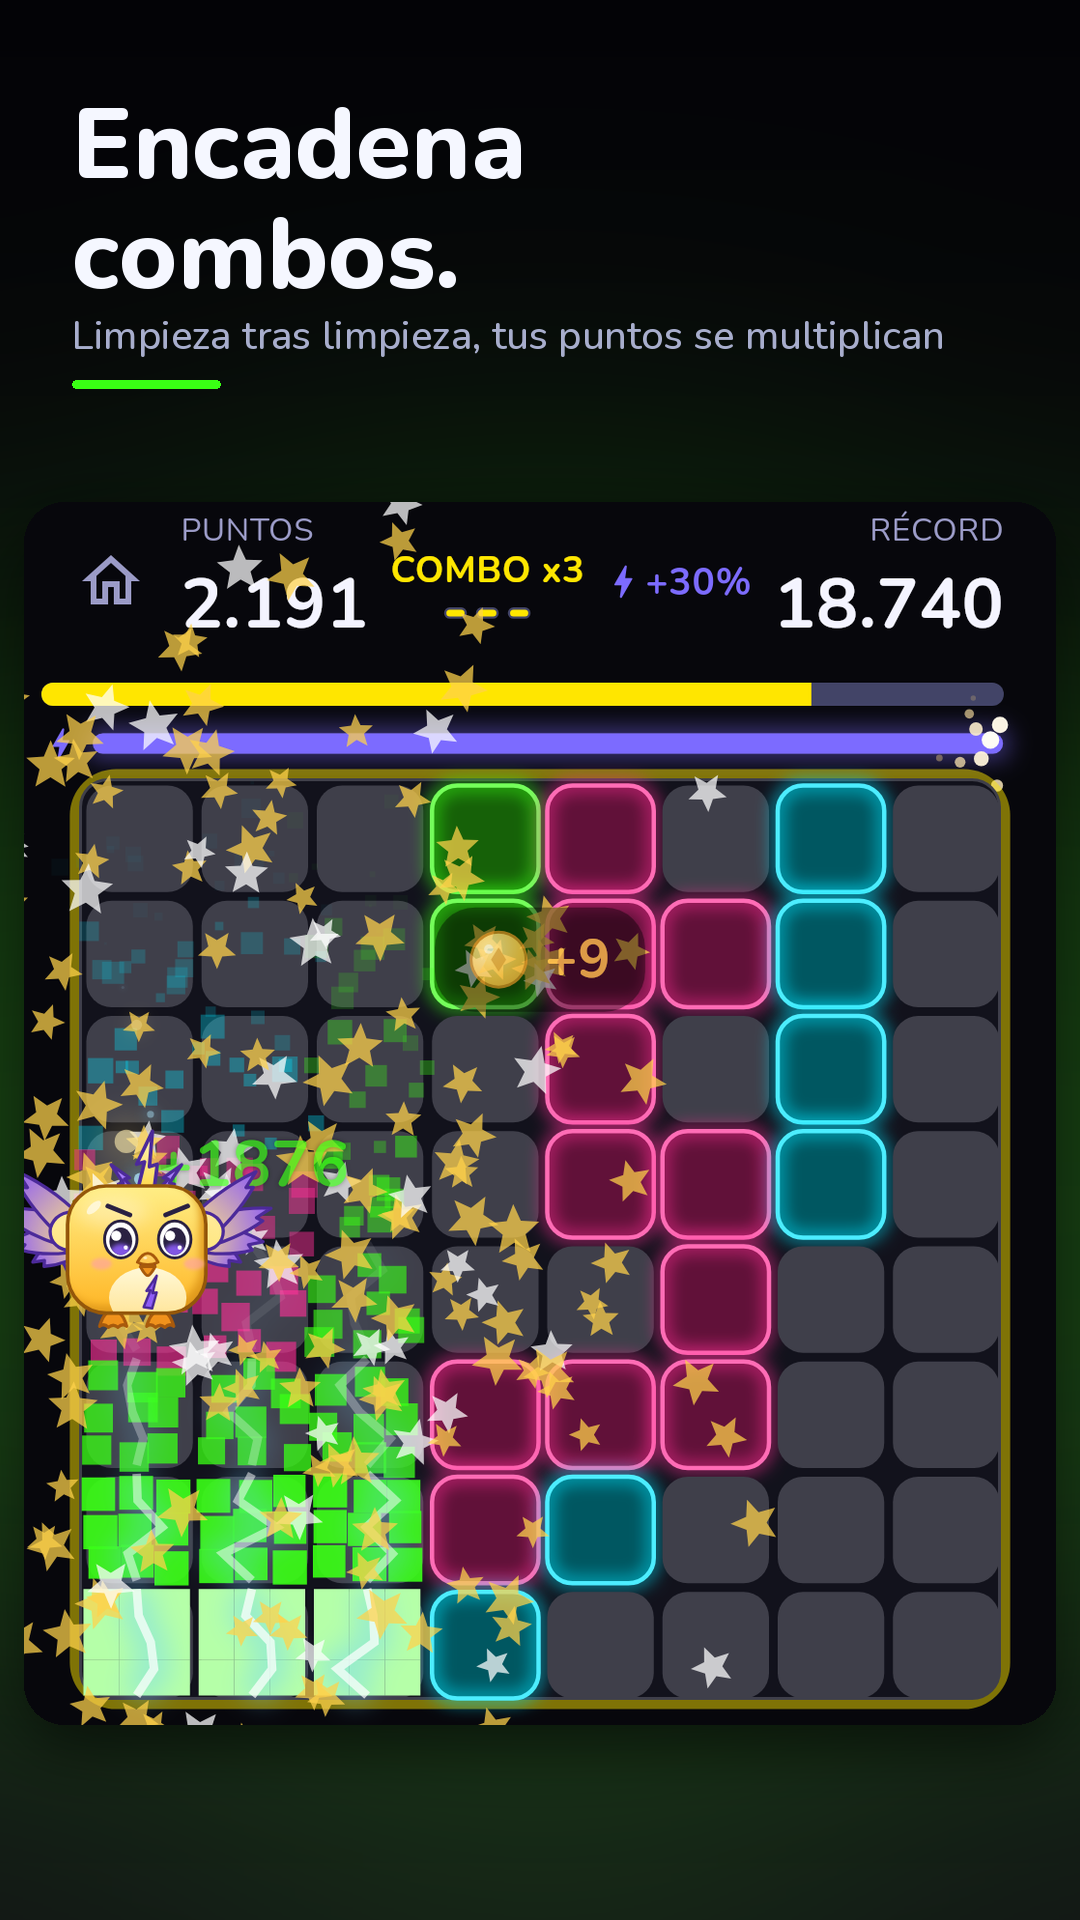 Encadena
combos.
Limpieza tras limpieza, tus puntos se multiplican
PUNTOS
RÉCORD
COMBO x3
+30%
2.191
18.740
+9
1876